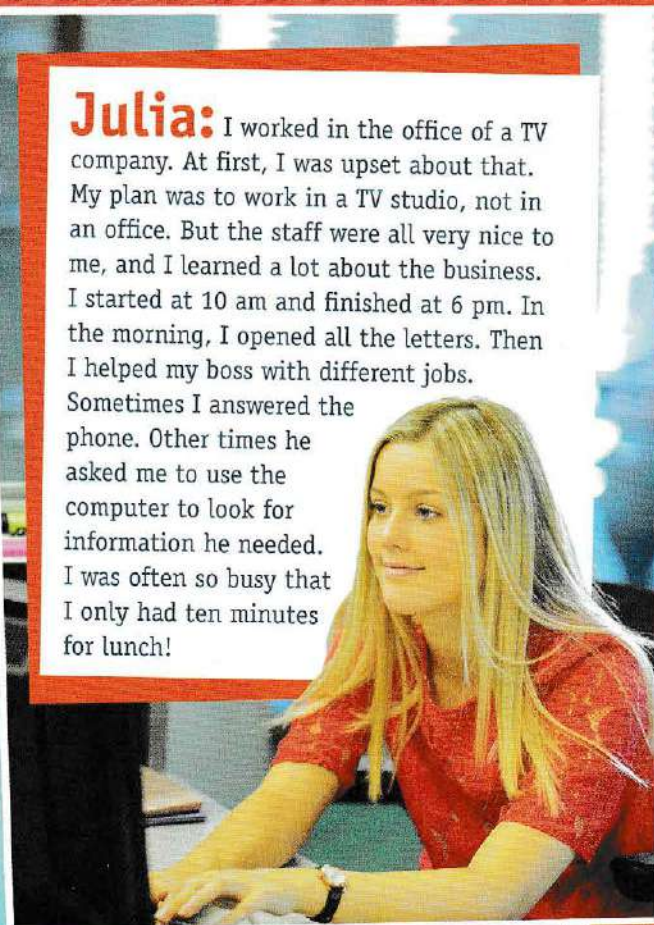 Julia: I worked in the office of a TV
company. At first, I was upset about that.
My plan was to work in a TV studio, not in
an office. But the staff were all very nice to
me, and I learned a lot about the business.
I started at 10 am and finished at 6 pm. In
the morning, I opened all the letters. Then
I helped my boss with different jobs.
Sometimes I answered the
phone. Other times he
asked me to use the
computer to look for
information he needed.
I was often so busy that
I only had ten minutes
for lunch!